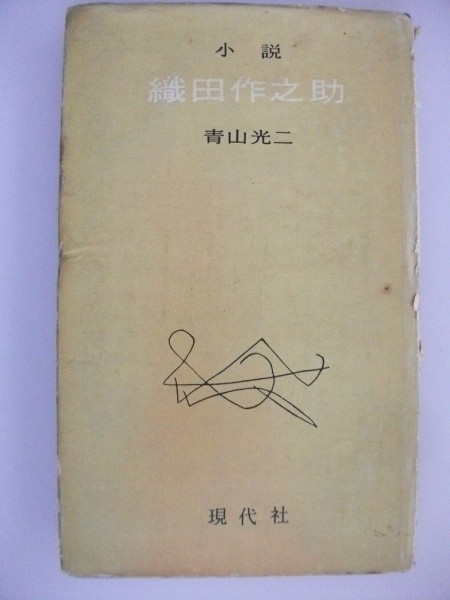 小説
織田作之助
青山光二
現代社